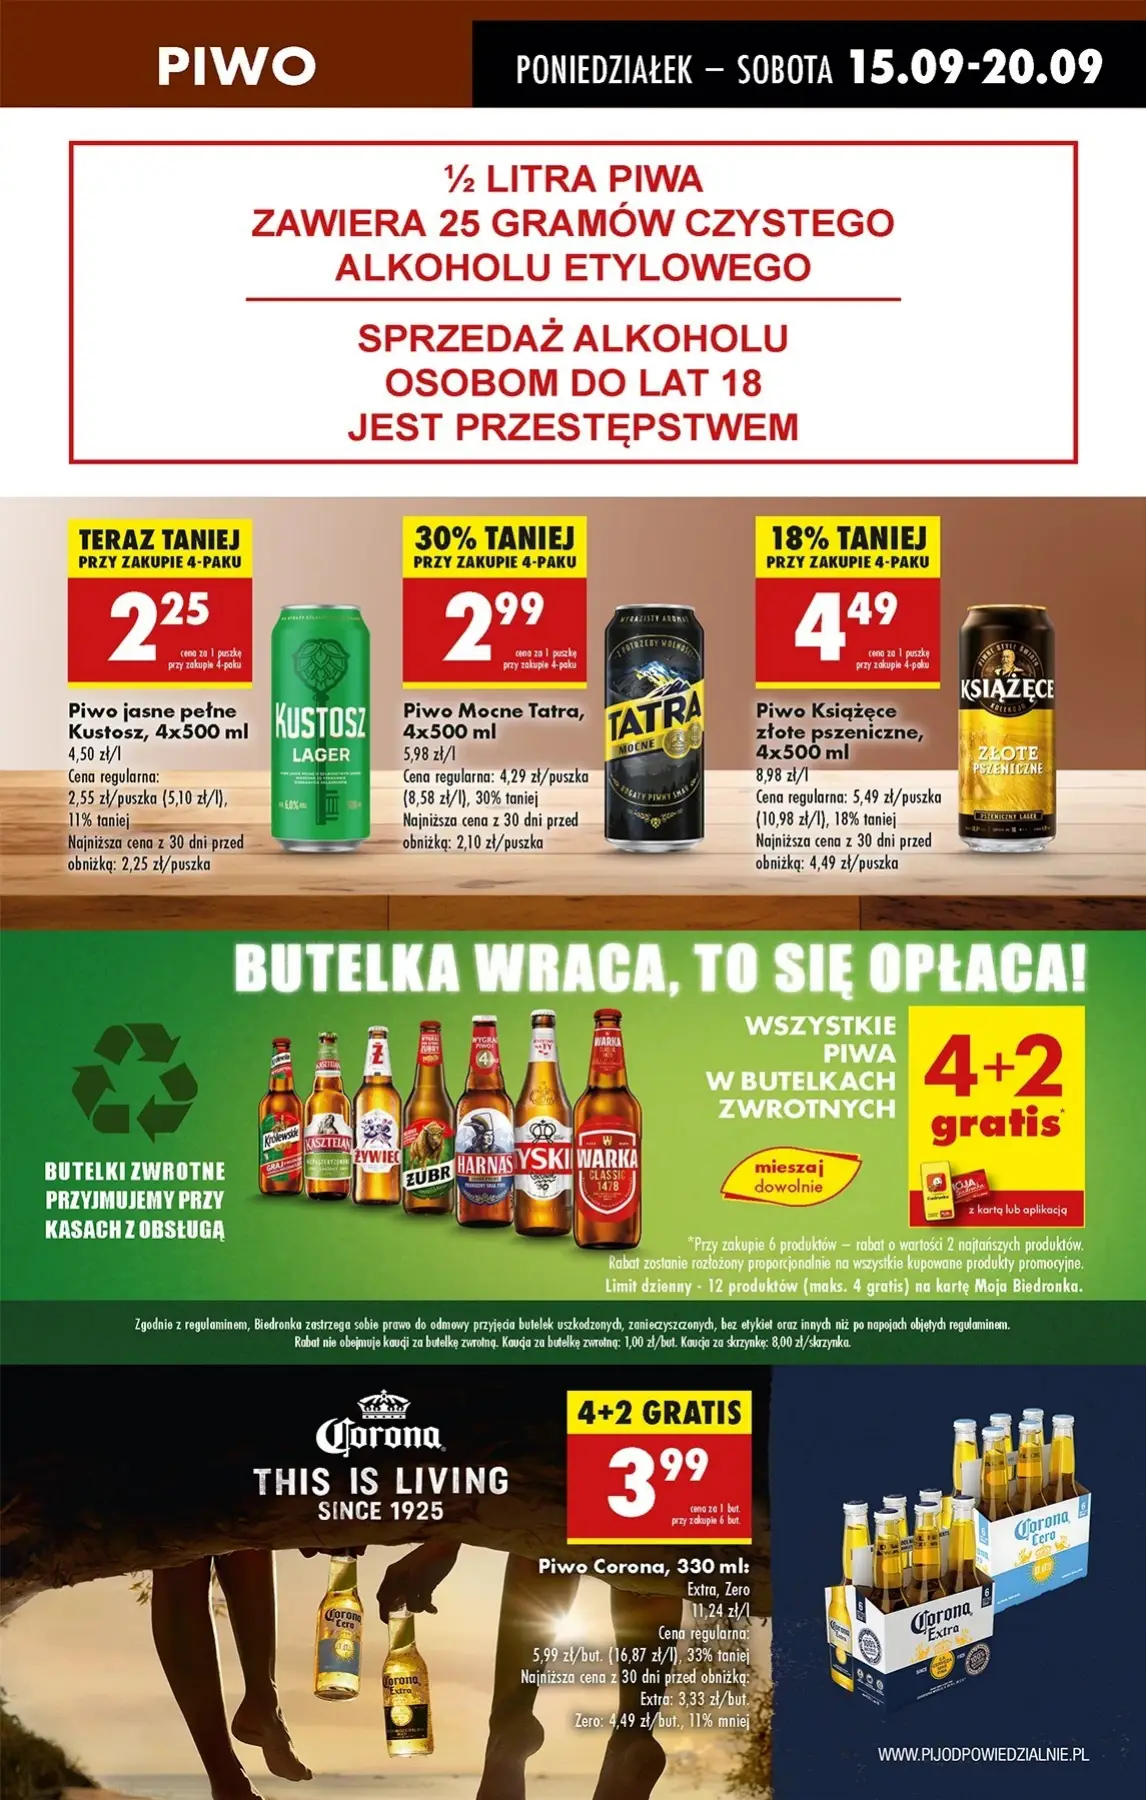 PIWO
PONIEDZIAŁEK – SOBOTA 15.09-20.09
½ LITRA PIWA
ZAWIERA 25 GRAMÓW CZYSTEGO
ALKOHOLU ETYLOWEGO
SPRZEDAŻ ALKOHOLU
OSOBOM DO LAT 18
JEST PRZESTĘPSTWEM
TERAZ TANIEJ
PRZY ZAKUPIE 4-PAKU
2 25
cena za 1 puszkę
przy zakupie 4-paku
Piwo jasne pełne
Kustosz, 4x500 ml
4,50 zł/l
Cena regularna:
2,55 zł/puszka (5,10 zł/l),
11% taniej
Najniższa cena z 30 dni przed
obniżką: 2,25 zł/puszka
KUSTOSZ
LAGER
30% TANIEJ
PRZY ZAKUPIE 4-PAKU
2 99
cena za 1 puszkę
przy zakupie 4-paku
Piwo Mocne Tatra,
4x500 ml
5,98 zł/l
Cena regularna: 4,29 zł/puszka
(8,58 zł/l), 30% taniej
Najniższa cena z 30 dni przed
obniżką: 2,10 zł/puszka
WYRAZISTY AROMAT
Z POTRZEBY WOLNOŚCI
TATRA
MOCNE
BOGATY PIWNY SMAK
18% TANIEJ
PRZY ZAKUPIE 4-PAKU
4 49
cena za 1 puszkę
przy zakupie 4-paku
Piwo Książęce
złote pszeniczne,
4x500 ml
8,98 zł/l
Cena regularna: 5,49 zł/puszka
(10,98 zł/l), 18% taniej
Najniższa cena z 30 dni przed
obniżką: 4,49 zł/puszka
KSIĄŻĘCE
KOLEKCJA
ZŁOTE
PSZENICZNE
PSZENICZNY LAGER
BUTELKA WRACA, TO SIĘ OPŁACA!
BUTELKI ZWROTNE
PRZYJMUJEMY PRZY
KASACH Z OBSŁUGĄ
Królewskie
KASZTELAN
ŻYWIEC
ŻUBR
HARNAŚ
TYSKIE
WARKA
CLASSIC
1478
WSZYSTKIE
PIWA
W BUTELKACH
ZWROTNYCH
mieszaj
dowolnie
4+2
gratis*
z kartą lub aplikacją
*Przy zakupie 6 produktów – rabat o wartości 2 najtańszych produktów.
Rabat zostanie rozłożony proporcjonalnie na wszystkie kupowane produkty promocyjne.
Limit dzienny - 12 produktów (maks. 4 gratis) na kartę Moja Biedronka.
Zgodnie z regulaminem, Biedronka zastrzega sobie prawo do odmowy przyjęcia butelek uszkodzonych, zanieczyszczonych, bez etykiet oraz innych niż po napojach objętych regulaminem.
Rabat nie obejmuje kaucji za butelkę zwrotną. Kaucja za butelkę zwrotną: 1,00 zł/but. Kaucja za skrzynkę: 8,00 zł/skrzynka.
Corona
THIS IS LIVING
SINCE 1925
4+2 GRATIS
3 99
cena za 1 but.
przy zakupie 6 but.
Piwo Corona, 330 ml:
Extra, Zero
11,24 zł/l
Cena regularna:
5,99 zł/but. (16,87 zł/l), 33% taniej
Najniższa cena z 30 dni przed obniżką:
Extra: 3,33 zł/but.
Zero: 4,49 zł/but., 11% mniej
Corona
Cero
Corona
Extra
Corona
Cero
Corona
Extra
WWW.PIJODPOWIEDZIALNIE.PL